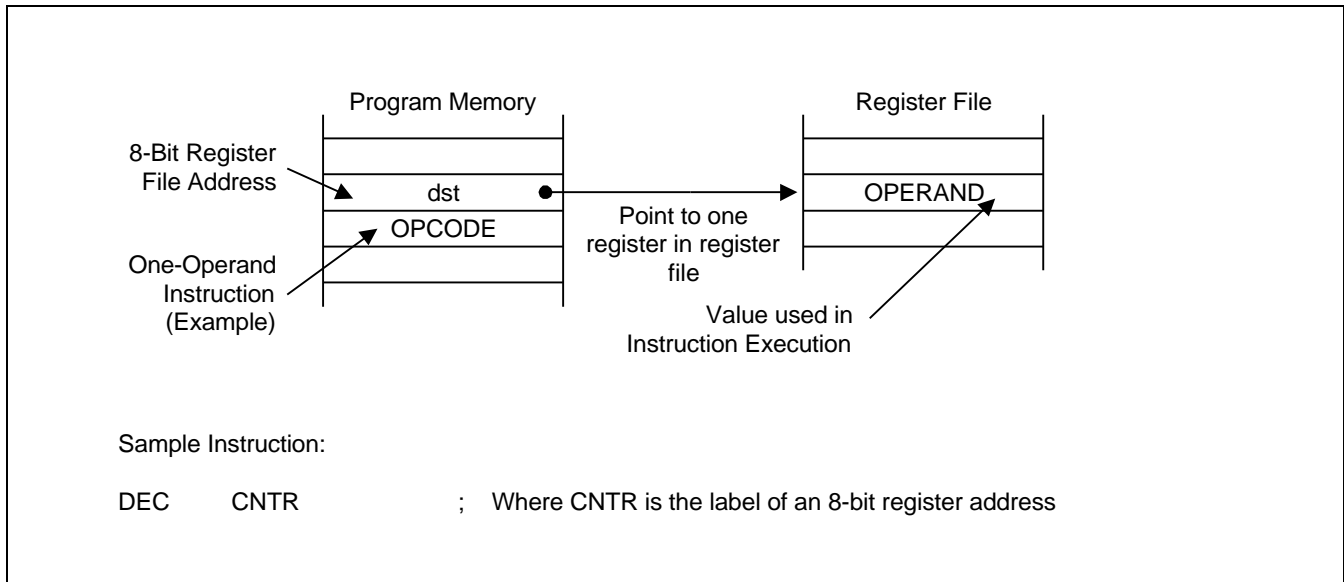 Program Memory
Register File
8-Bit Register
File Address
dst
OPERAND
OPCODE
Point to one
register in register
file
One-Operand
Instruction
(Example)
Value used in
Instruction Execution
Sample Instruction:
DEC CNTR ; Where CNTR is the label of an 8-bit register address